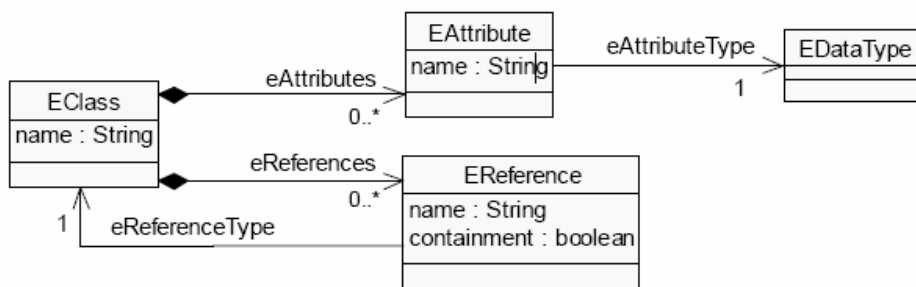 EAttribute
name : String
eAttributeType
1
EDataType
eAttributes
0..*
EClass
name : String
eReferences
0..*
EReference
name : String
containment : boolean
1
eReferenceType